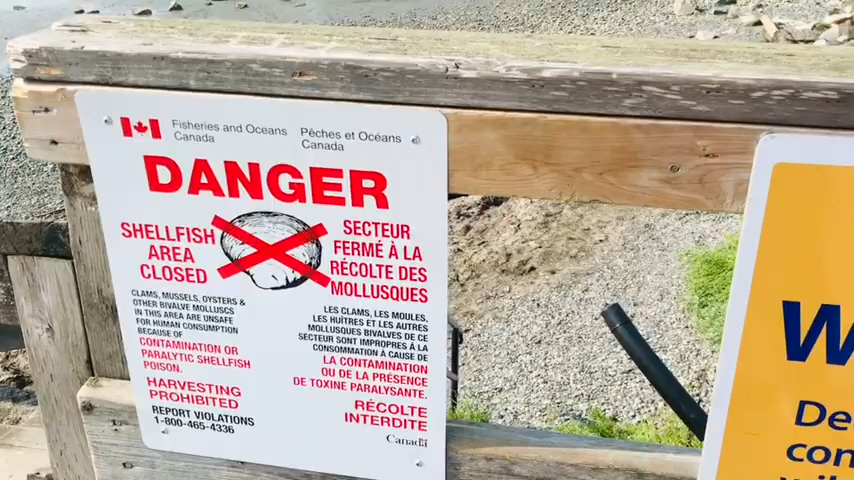 Fisheries and Oceans
Canada
Pêches et Océans
Canada
DANGER
SHELLFISH
AREA
CLOSED
SECTEUR
FERMÉ À LA
RÉCOLTE DES
MOLLUSQUES
CLAMS, MUSSELS, OYSTERS &
OTHER BIVALVE MOLLUSCS
IN THIS AREA ARE UNSAFE
FOR HUMAN CONSUMPTION
BECAUSE OF
CONTAMINATION OR
PARALYTIC SHELLFISH
POISON.
HARVESTING
PROHIBITED
REPORT VIOLATIONS
1-800-465-4336
LES CLAMS, LES MOULES,
LES HUÎTRES ET LES AUTRES
MOLLUSQUES BIVALVES DE CE
SECTEUR SONT IMPROPRES À LA
CONSOMMATION À CAUSE DE
LA CONTAMINATION
OU DE LA PRÉSENCE
DE TOXINE PARALYSANTE.
RÉCOLTE
INTERDITE
Canada
W
De
con